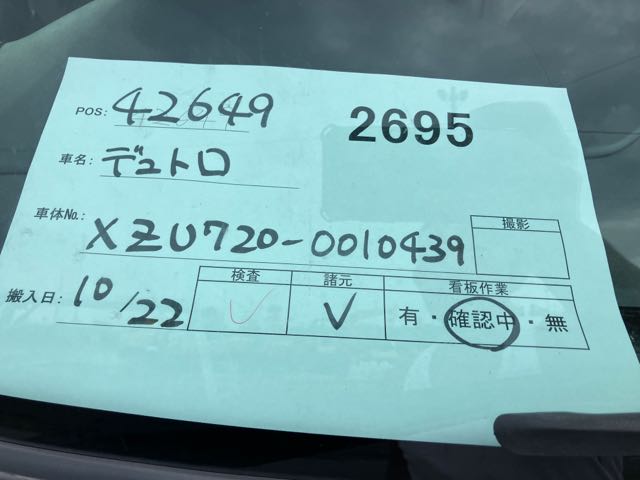 POS: 42649
2695
車名: デュトロ
車体No.: XZU720-0010439
撮影
搬入日: 10/22
検査 諸元 看板作業
✓ ✓ 有・確認中・無